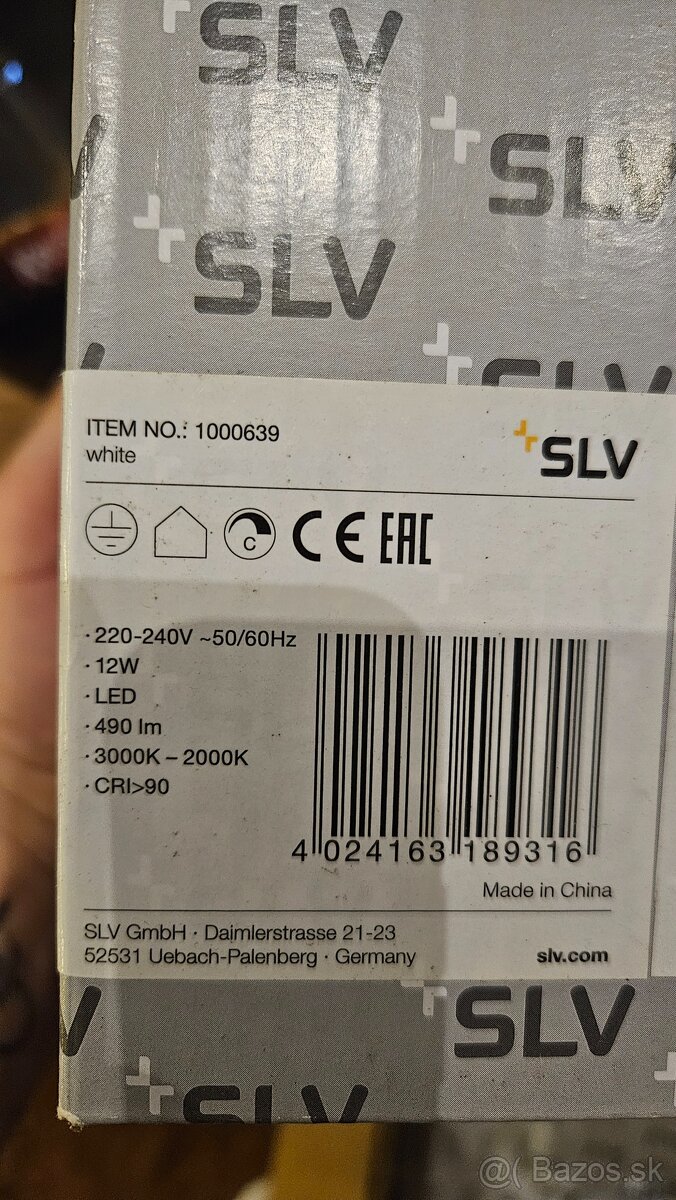 SLV
SLV
SLV
SLV
ITEM NO.: 1000639
white
SLV
C
CE EAC
·220-240V ~50/60Hz
·12W
·LED
·490 lm
·3000K – 2000K
·CRI>90
4 024163 189316
Made in China
SLV GmbH · Daimlerstrasse 21-23
52531 Uebach-Palenberg · Germany
slv.com
SLV
SLV
@( Bazos.sk